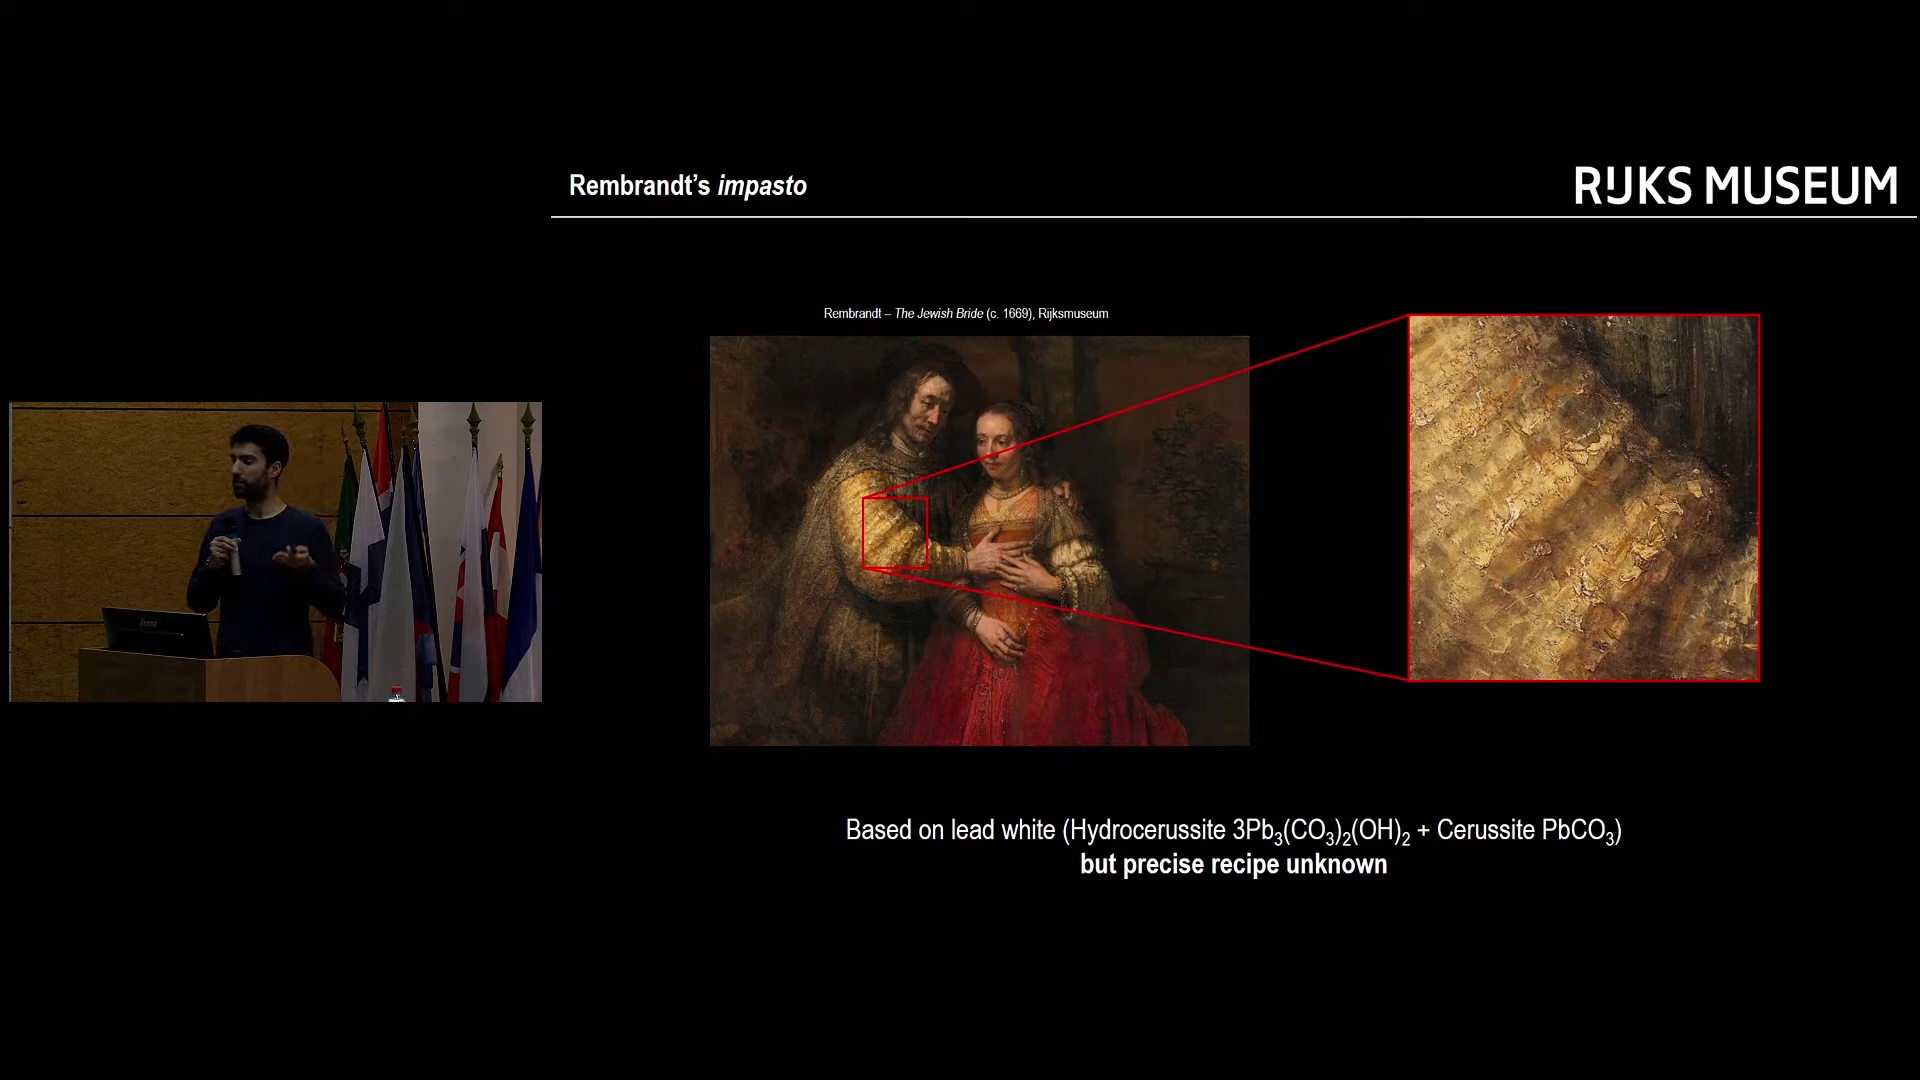 Rembrandt's impasto
RIJKS MUSEUM
Rembrandt – The Jewish Bride (c. 1669), Rijksmuseum
Based on lead white (Hydrocerussite 3Pb₃(CO₃)₂(OH)₂ + Cerussite PbCO₃)
but precise recipe unknown